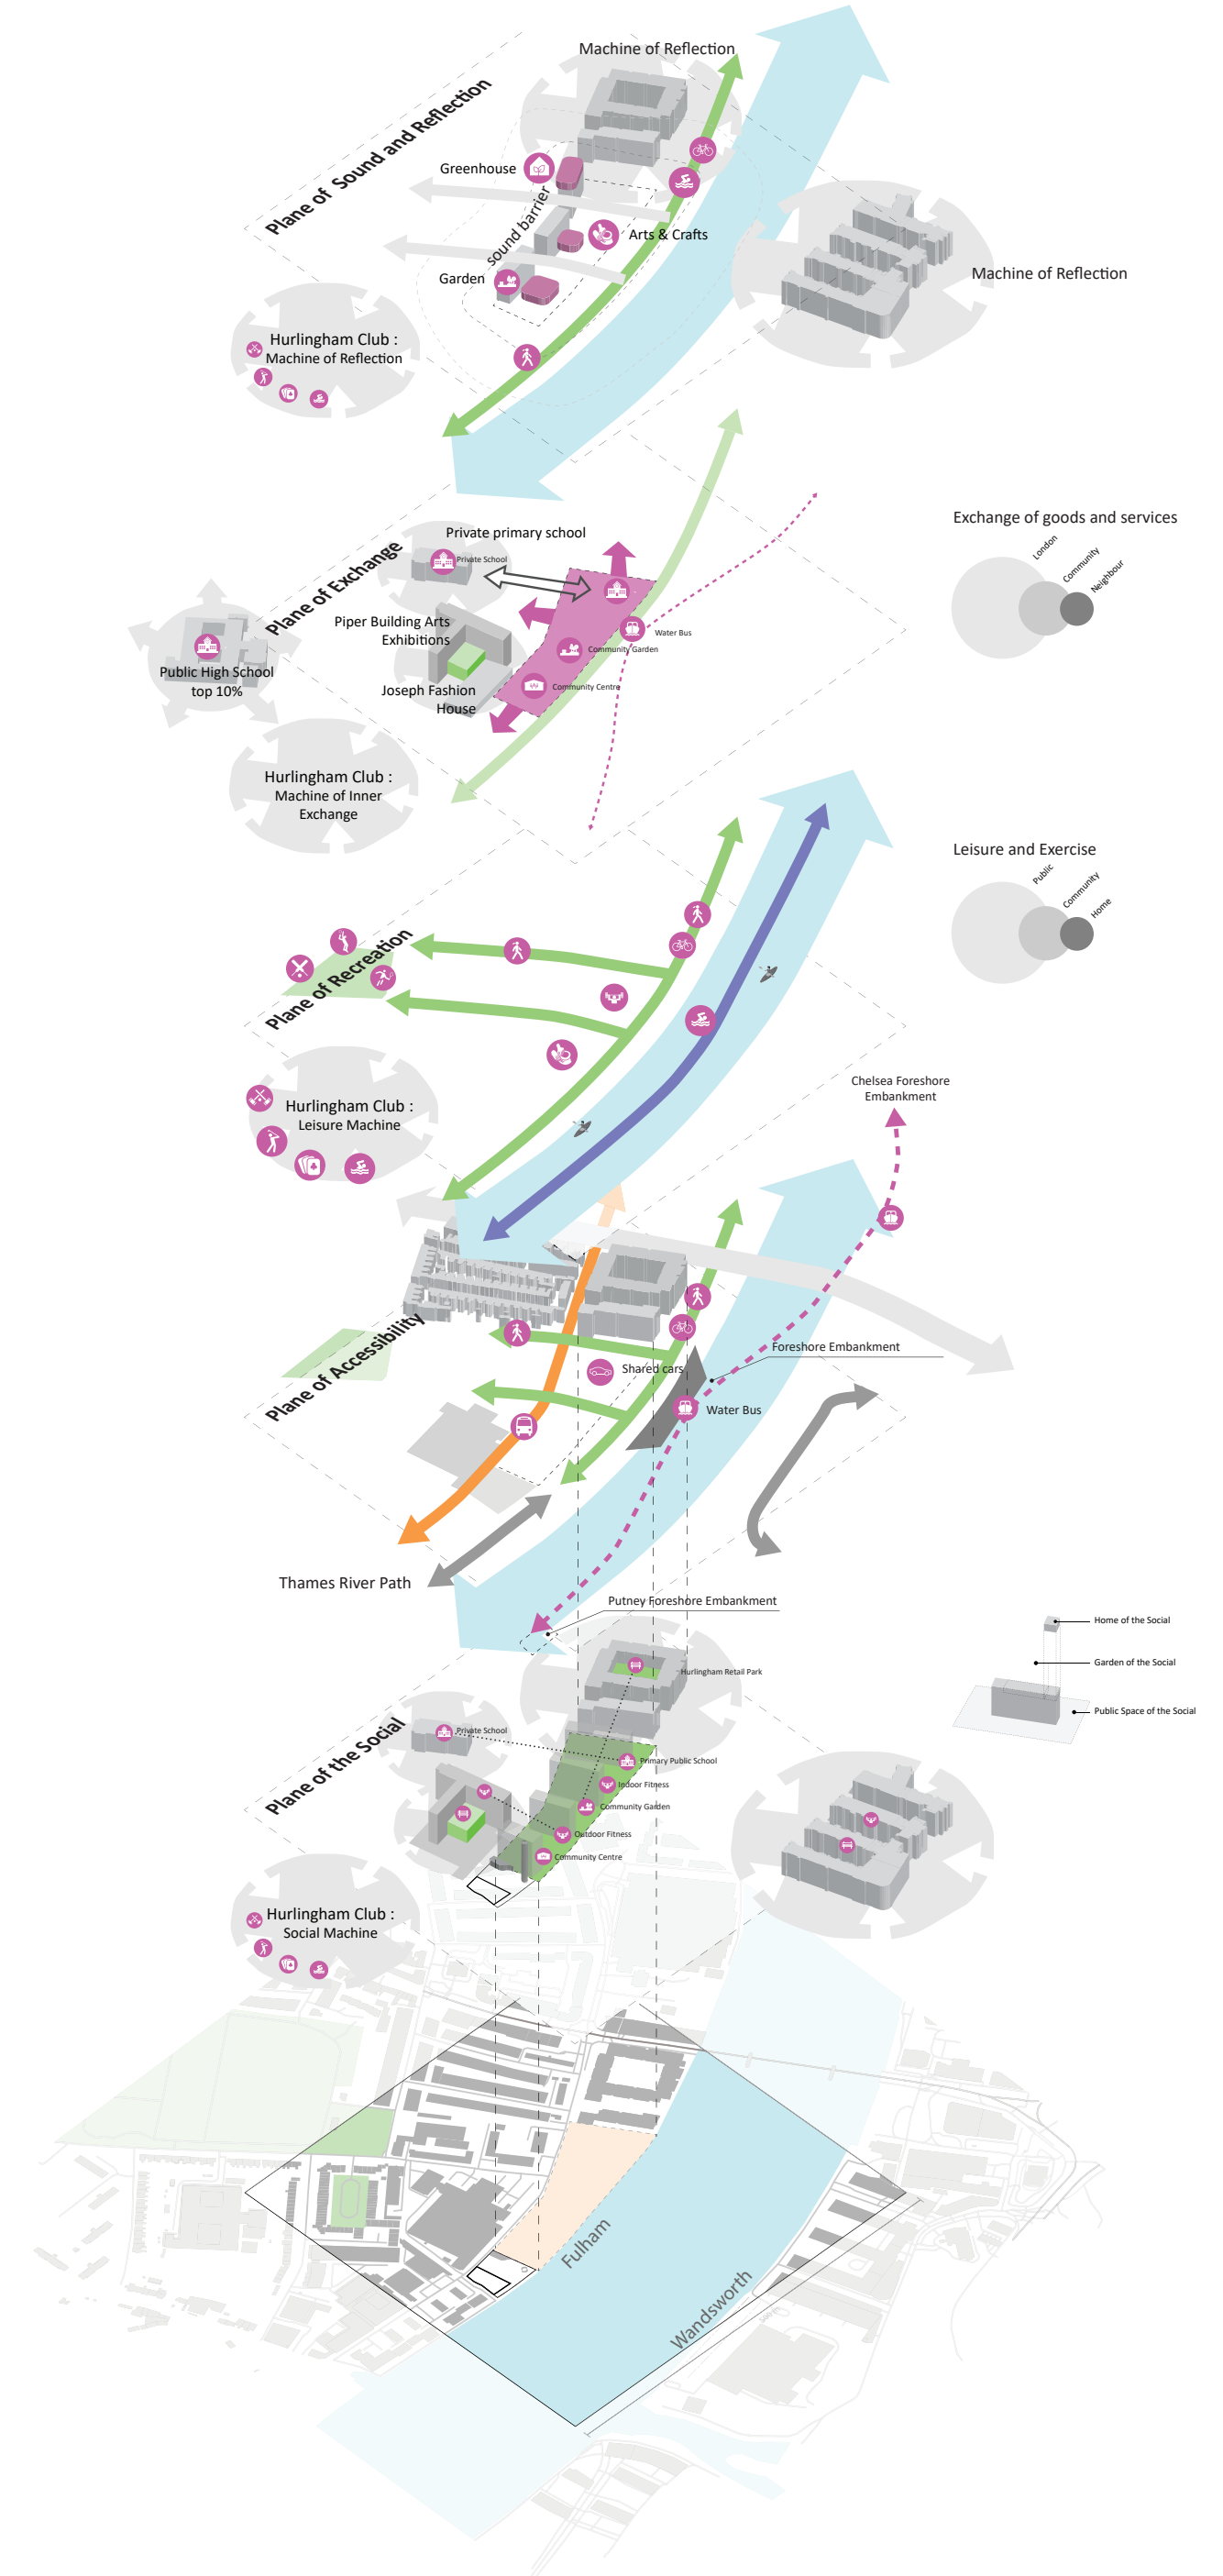 Machine of Reflection
Plane of Sound and Reflection
Greenhouse
sound barrier
Arts & Crafts
Garden
Machine of Reflection
Hurlingham Club :
Machine of Reflection
Plane of Exchange
Private primary school
Private School
Exchange of goods and services
London
Community
Neighbour
Piper Building Arts
Exhibitions
Water Bus
Community Garden
Public High School
top 10%
Joseph Fashion
House
Community Centre
Hurlingham Club :
Machine of Inner
Exchange
Leisure and Exercise
Public
Community
Home
Plane of Recreation
Hurlingham Club :
Leisure Machine
Chelsea Foreshore
Embankment
Plane of Accessibility
Foreshore Embankment
Shared cars
Water Bus
Thames River Path
Putney Foreshore Embankment
Home of the Social
Garden of the Social
Public Space of the Social
Hurlingham Retail Park
Plane of the Social
Private School
Primary Public School
Indoor Fitness
Community Garden
Outdoor Fitness
Community Centre
Hurlingham Club :
Social Machine
Fulham
Wandsworth